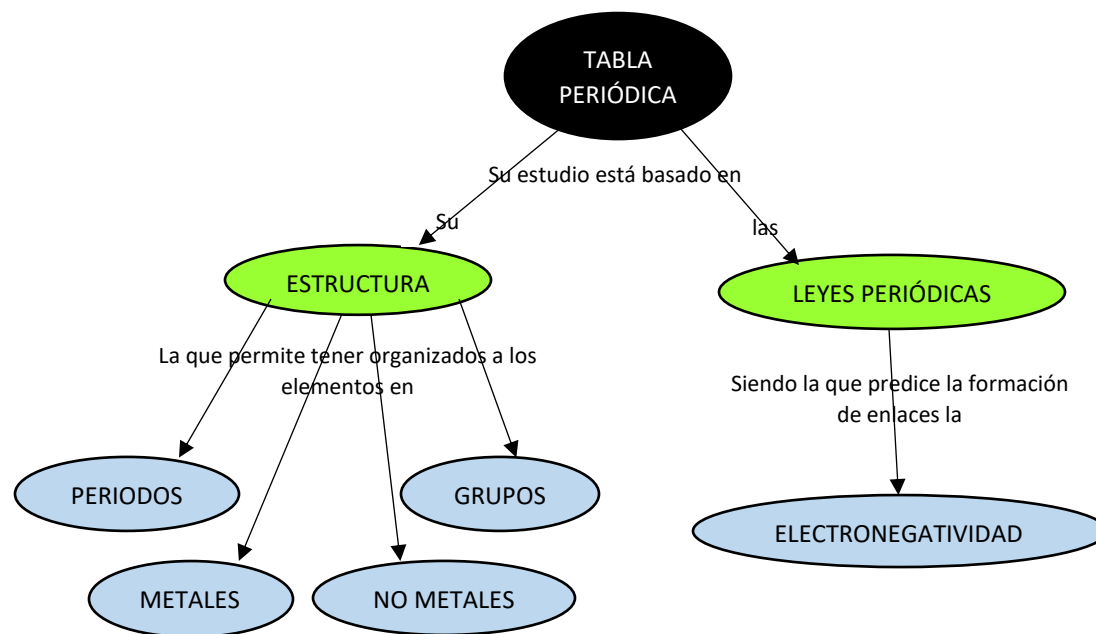 TABLA
PERIÓDICA
Su estudio está basado en
Su
las
ESTRUCTURA
LEYES PERIÓDICAS
La que permite tener organizados a los
elementos en
Siendo la que predice la formación
de enlaces la
PERIODOS
GRUPOS
ELECTRONEGATIVIDAD
METALES
NO METALES